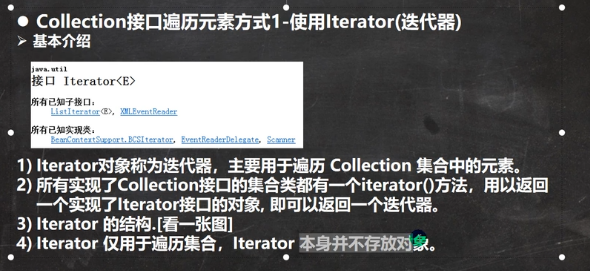 ● Collection接口遍历元素方式1-使用Iterator(迭代器)
➢ 基本介绍
java.util
接口 Iterator<E>
所有已知子接口：
ListIterator<E>, XMLEventReader
所有已知实现类：
BeanContextSupport.BCSIterator, EventReaderDelegate, Scanner
1) Iterator对象称为迭代器，主要用于遍历 Collection 集合中的元素。
2) 所有实现了Collection接口的集合类都有一个iterator()方法，用以返回
一个实现了Iterator接口的对象, 即可以返回一个迭代器。
3) Iterator 的结构.[看一张图]
4) Iterator 仅用于遍历集合，Iterator 本身并不存放对象。